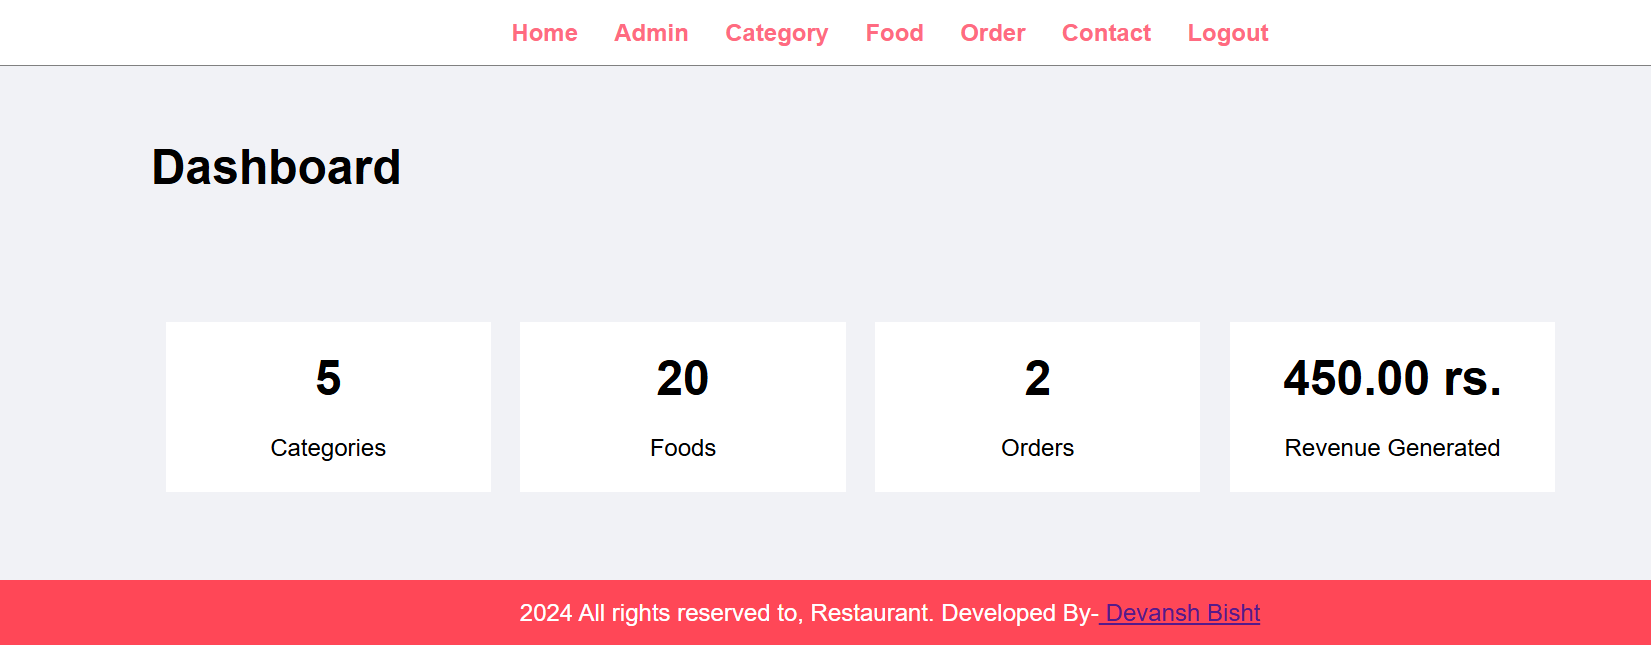 Home Admin Category Food Order Contact Logout
Dashboard
5 20 2 450.00 rs.
Categories Foods Orders Revenue Generated
2024 All rights reserved to, Restaurant. Developed By- Devansh Bisht